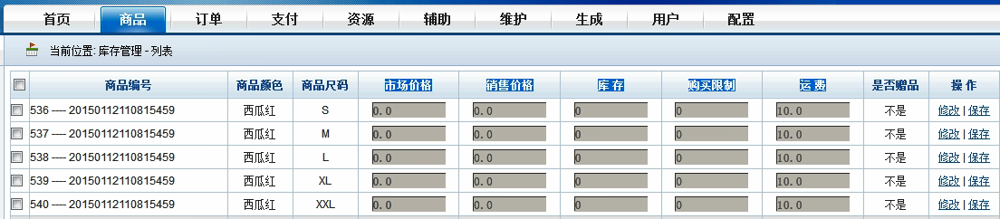 首页 商品 订单 支付 资源 辅助 维护 生成 用户 配置
当前位置: 库存管理 - 列表
商品编号 商品颜色 商品尺码 市场价格 销售价格 库 存 购买限制 运 费 是否赠品 操 作
536 ---- 20150112110815459 西瓜红 S 0.0 0.0 0 0 10.0 不是 修改 | 保存
537 ---- 20150112110815459 西瓜红 M 0.0 0.0 0 0 10.0 不是 修改 | 保存
538 ---- 20150112110815459 西瓜红 L 0.0 0.0 0 0 10.0 不是 修改 | 保存
539 ---- 20150112110815459 西瓜红 XL 0.0 0.0 0 0 10.0 不是 修改 | 保存
540 ---- 20150112110815459 西瓜红 XXL 0.0 0.0 0 0 10.0 不是 修改 | 保存